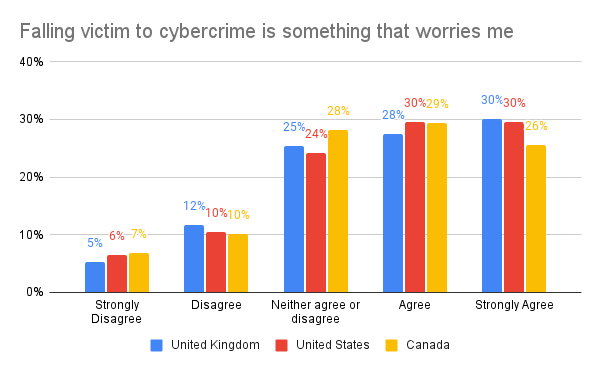 Falling victim to cybercrime is something that worries me
40%
30%
20%
10%
0%
5%
6%
7%
12%
10%
10%
25%
24%
28%
28%
30%
29%
30%
30%
26%
Strongly
Disagree
Disagree
Neither agree or
disagree
Agree
Strongly Agree
United Kingdom
United States
Canada